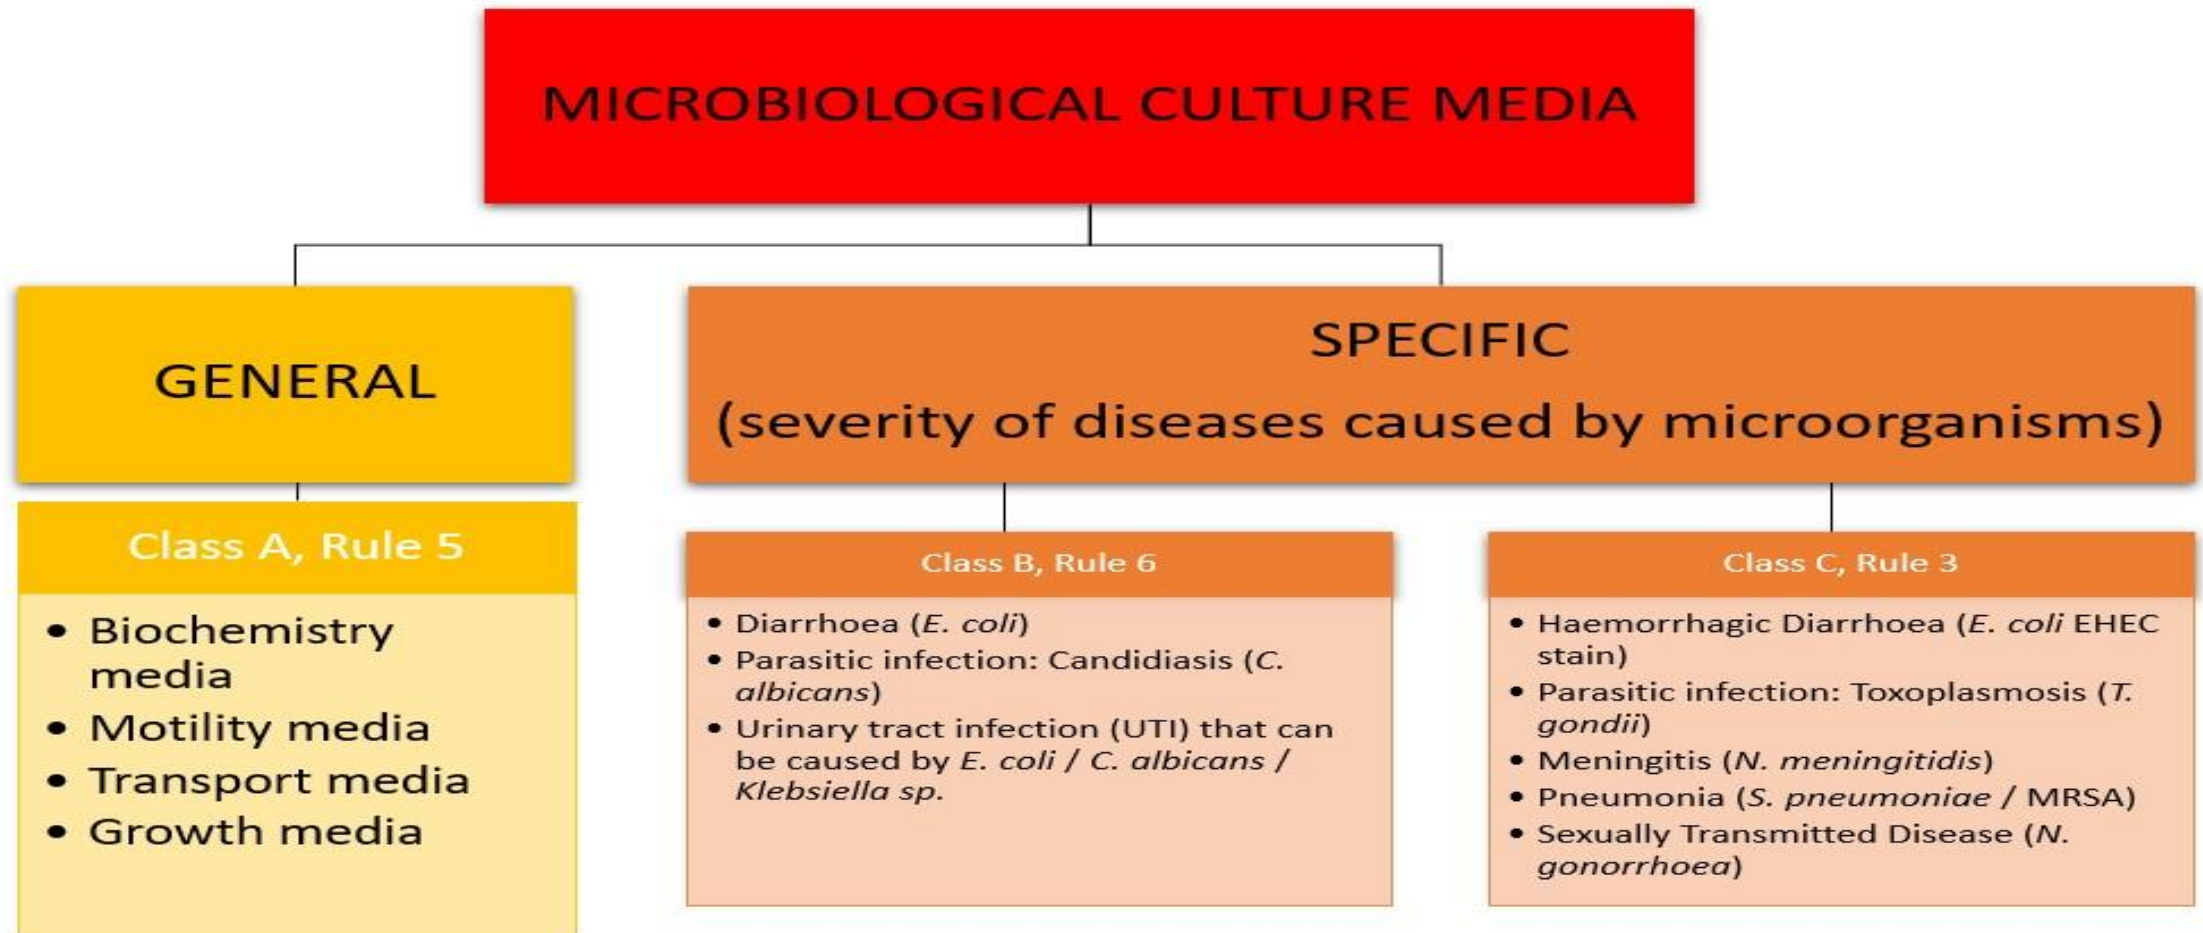 MICROBIOLOGICAL CULTURE MEDIA
GENERAL
SPECIFIC
(severity of diseases caused by microorganisms)
Class A, Rule 5
• Biochemistry
media
• Motility media
• Transport media
• Growth media
Class B, Rule 6
• Diarrhoea (E. coli)
• Parasitic infection: Candidiasis (C.
albicans)
• Urinary tract infection (UTI) that can
be caused by E. coli / C. albicans /
Klebsiella sp.
Class C, Rule 3
• Haemorrhagic Diarrhoea (E. coli EHEC
stain)
• Parasitic infection: Toxoplasmosis (T.
gondii)
• Meningitis (N. meningitidis)
• Pneumonia (S. pneumoniae / MRSA)
• Sexually Transmitted Disease (N.
gonorrhoea)